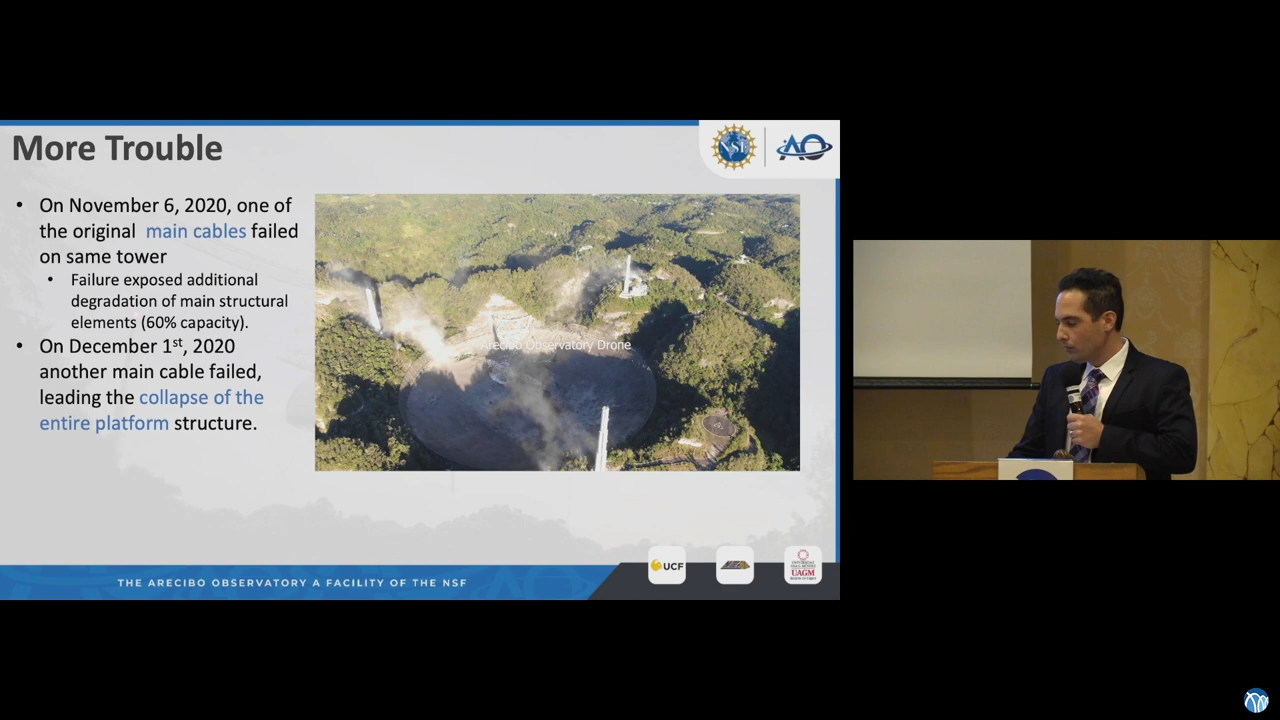 More Trouble
NSF
AO
• On November 6, 2020, one of
the original main cables failed
on same tower
• Failure exposed additional
degradation of main structural
elements (60% capacity).
• On December 1st, 2020
another main cable failed,
leading the collapse of the
entire platform structure.
Arecibo Observatory Drone
THE ARECIBO OBSERVATORY A FACILITY OF THE NSF
UCF
UAGM